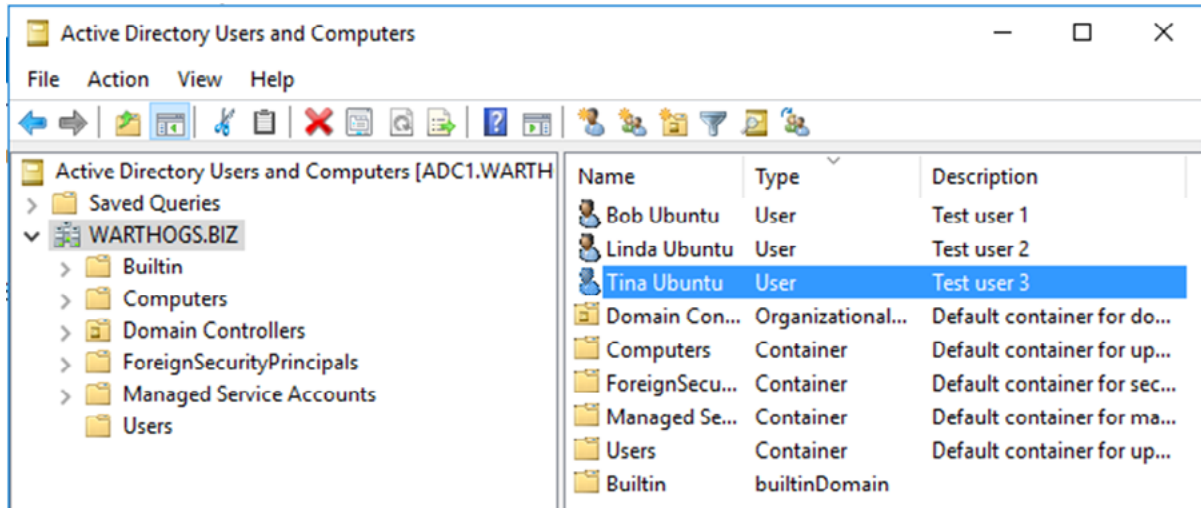 Active Directory Users and Computers
File Action View Help
Active Directory Users and Computers [ADC1.WARTH
Saved Queries
WARTHOGS.BIZ
Builtin
Computers
Domain Controllers
ForeignSecurityPrincipals
Managed Service Accounts
Users
Name Type Description
Bob Ubuntu User Test user 1
Linda Ubuntu User Test user 2
Tina Ubuntu User Test user 3
Domain Con... Organizational... Default container for do...
Computers Container Default container for up...
ForeignSecu... Container Default container for sec...
Managed Se... Container Default container for ma...
Users Container Default container for up...
Builtin builtinDomain